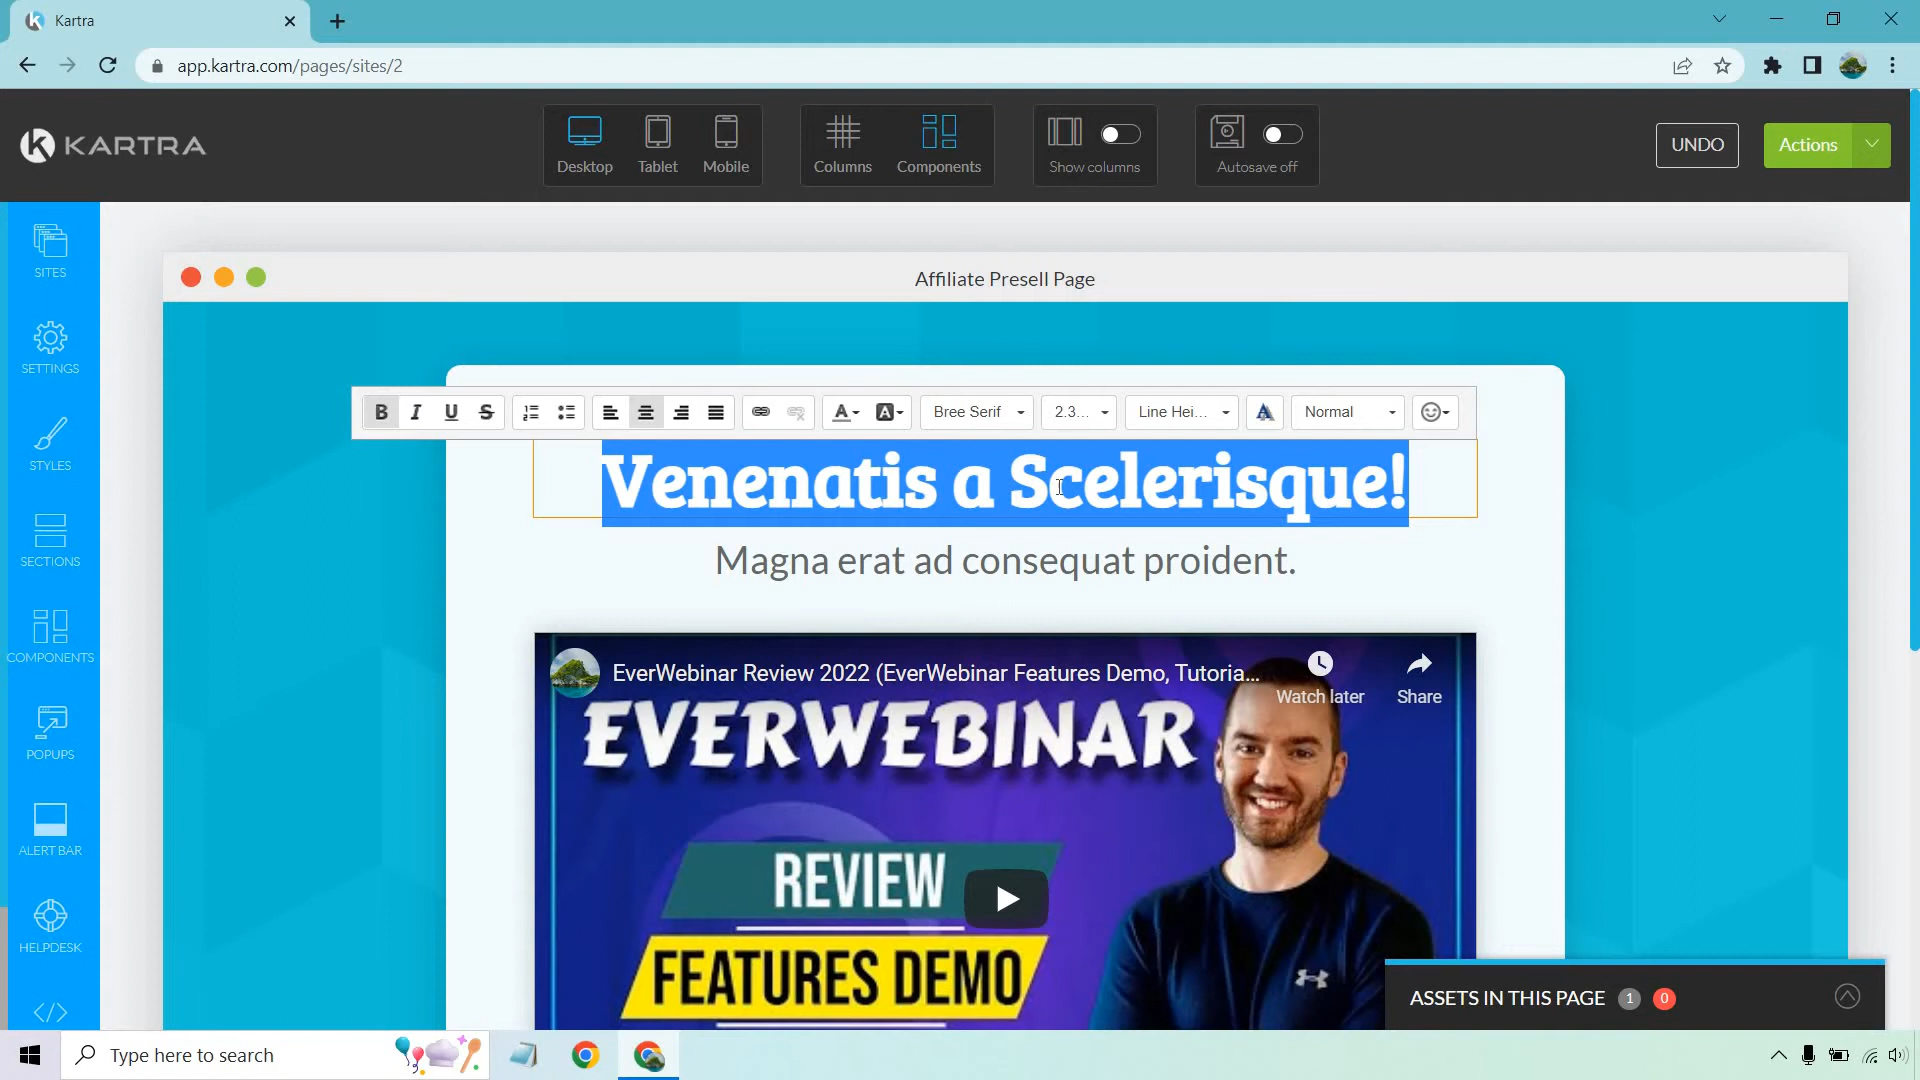 Kartra
app.kartra.com/pages/sites/2
KARTRA
Desktop
Tablet
Mobile
Columns
Components
Show columns
Autosave off
UNDO
Actions
SITES
SETTINGS
STYLES
SECTIONS
COMPONENTS
POPUPS
ALERT BAR
HELPDESK
Affiliate Presell Page
B I U S A A Bree Serif 2.3... Line Hei... A Normal
Venenatis a Scelerisque!
Magna erat ad consequat proident.
EverWebinar Review 2022 (EverWebinar Features Demo, Tutoria...
Watch later
Share
EVERWEBINAR
REVIEW
FEATURES DEMO
ASSETS IN THIS PAGE 1 0
Type here to search